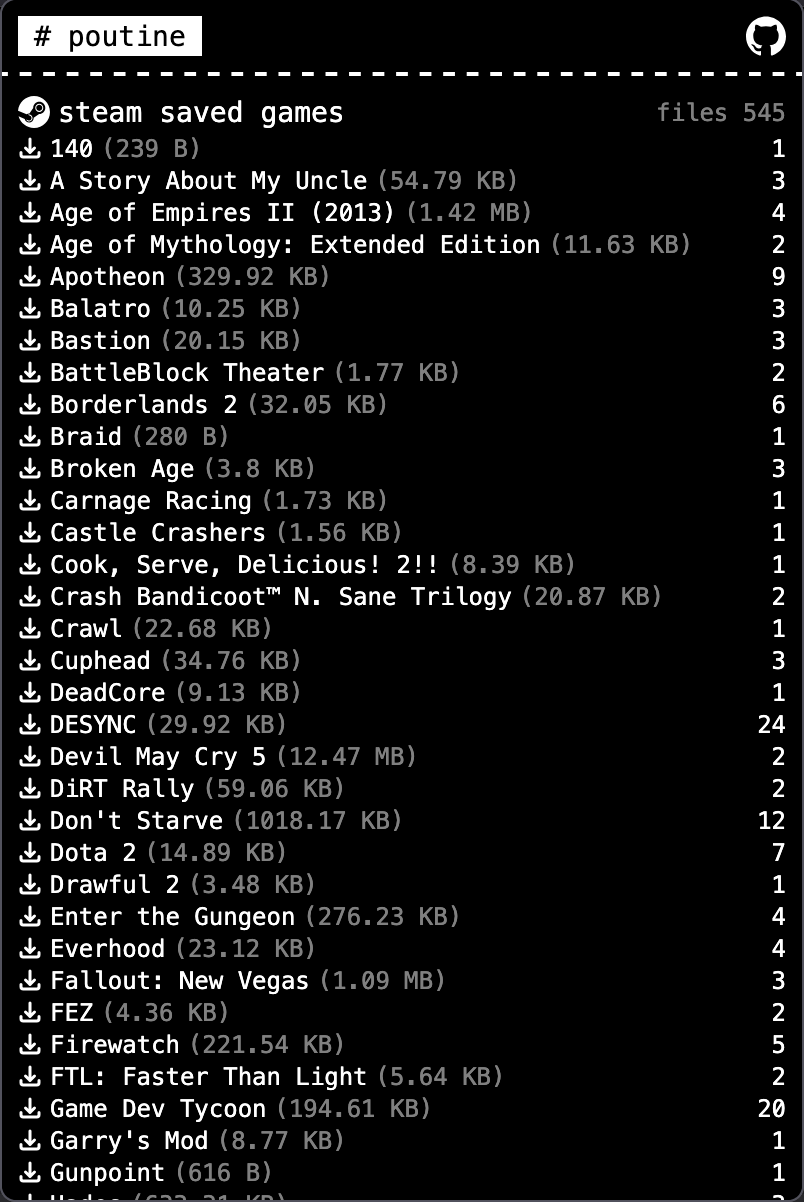 # poutine
steam saved games files 545
140 (239 B) 1
A Story About My Uncle (54.79 KB) 3
Age of Empires II (2013) (1.42 MB) 4
Age of Mythology: Extended Edition (11.63 KB) 2
Apotheon (329.92 KB) 9
Balatro (10.25 KB) 3
Bastion (20.15 KB) 3
BattleBlock Theater (1.77 KB) 2
Borderlands 2 (32.05 KB) 6
Braid (280 B) 1
Broken Age (3.8 KB) 3
Carnage Racing (1.73 KB) 1
Castle Crashers (1.56 KB) 1
Cook, Serve, Delicious! 2!! (8.39 KB) 1
Crash Bandicoot™ N. Sane Trilogy (20.87 KB) 2
Crawl (22.68 KB) 1
Cuphead (34.76 KB) 3
DeadCore (9.13 KB) 1
DESYNC (29.92 KB) 24
Devil May Cry 5 (12.47 MB) 2
DiRT Rally (59.06 KB) 2
Don't Starve (1018.17 KB) 12
Dota 2 (14.89 KB) 7
Drawful 2 (3.48 KB) 1
Enter the Gungeon (276.23 KB) 4
Everhood (23.12 KB) 4
Fallout: New Vegas (1.09 MB) 3
FEZ (4.36 KB) 2
Firewatch (221.54 KB) 5
FTL: Faster Than Light (5.64 KB) 2
Game Dev Tycoon (194.61 KB) 20
Garry's Mod (8.77 KB) 1
Gunpoint (616 B) 1